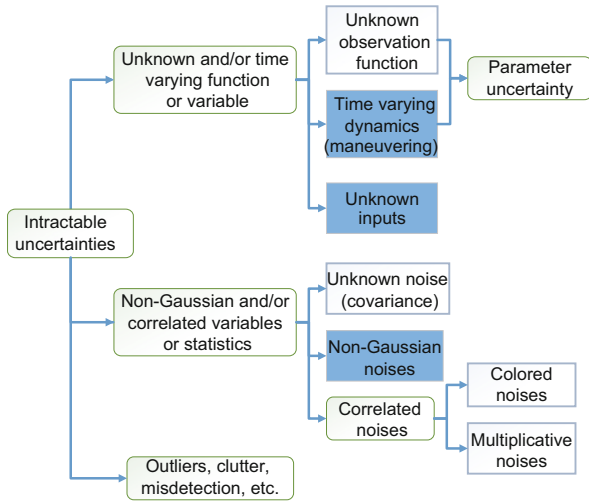 Unknown and/or time
varying function
or variable
Unknown
observation
function
Parameter
uncertainty
Time varying
dynamics
(maneuvering)
Unknown
inputs
Intractable
uncertainties
Non-Gaussian and/or
correlated variables
or statistics
Unknown noise
(covariance)
Non-Gaussian
noises
Correlated
noises
Colored
noises
Multiplicative
noises
Outliers, clutter,
misdetection, etc.